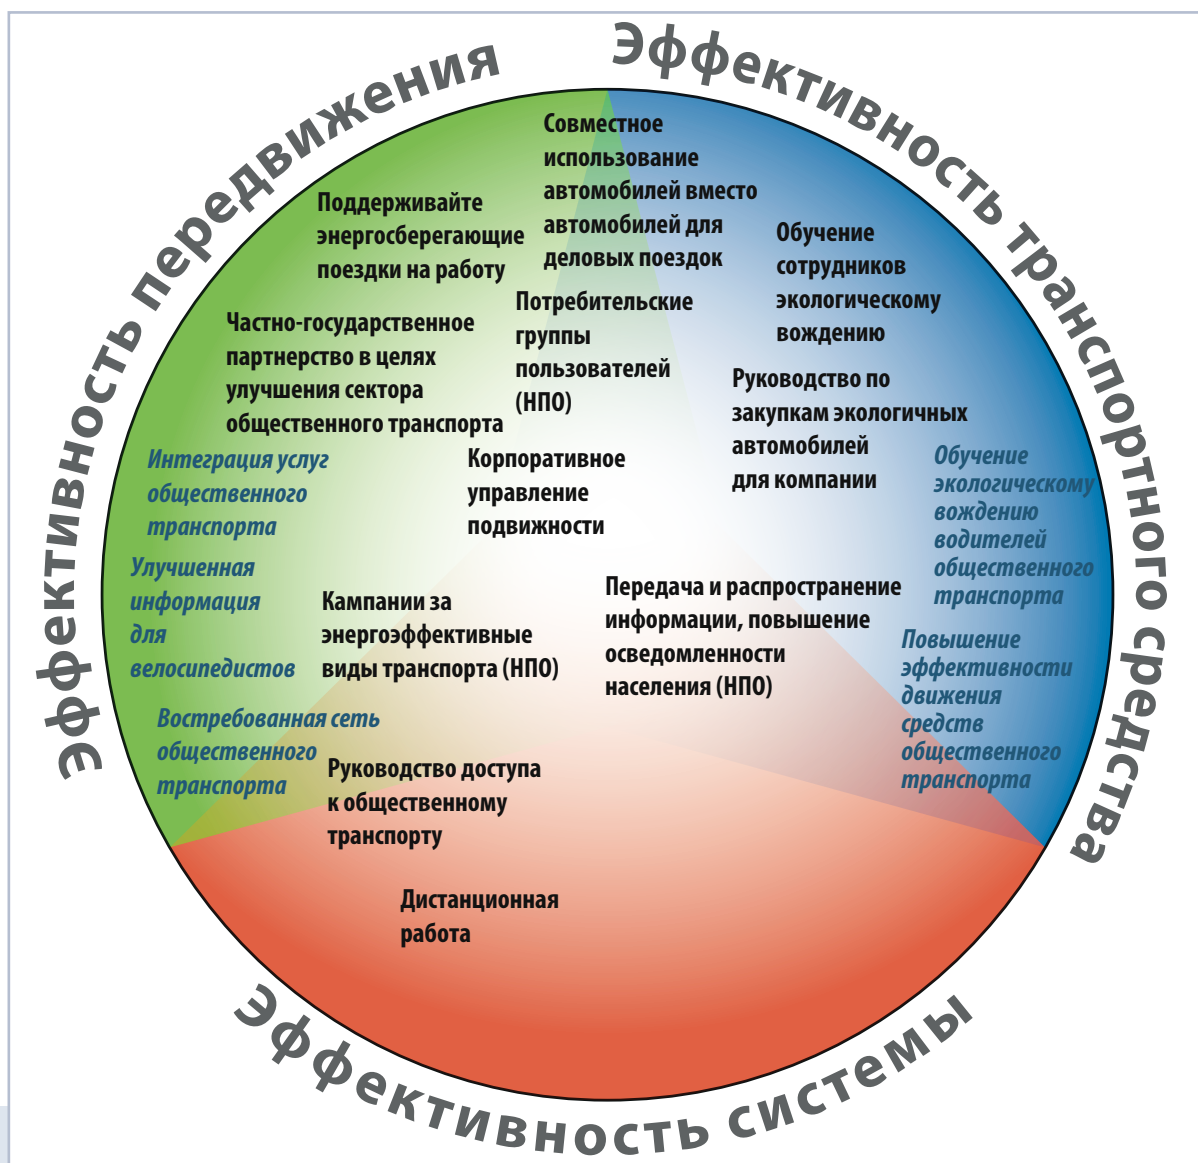 Эффективность передвижения
Эффективность транспортного средства
Совместное
использование
автомобилей вместо
автомобилей для
деловых поездок
Поддерживайте
энергосберегающие
поездки на работу
Обучение
сотрудников
экологическому
вождению
Потребительские
группы
пользователей
(НПО)
Частно-государственное
партнерство в целях
улучшения сектора
общественного транспорта
Руководство по
закупкам экологичных
автомобилей
для компании
Интеграция услуг
общественного
транспорта
Корпоративное
управление
подвижности
Обучение
экологическому
вождению
водителей
общественного
транспорта
Улучшенная
информация
для
велосипедистов
Кампании за
энергоэффективные
виды транспорта (НПО)
Передача и распространение
информации, повышение
осведомленности
населения (НПО)
Повышение
эффективности
движения
средств
общественного
транспорта
Востребованная сеть
общественного
транспорта
Руководство доступа
к общественному
транспорту
Дистанционная
работа
Эффективность системы